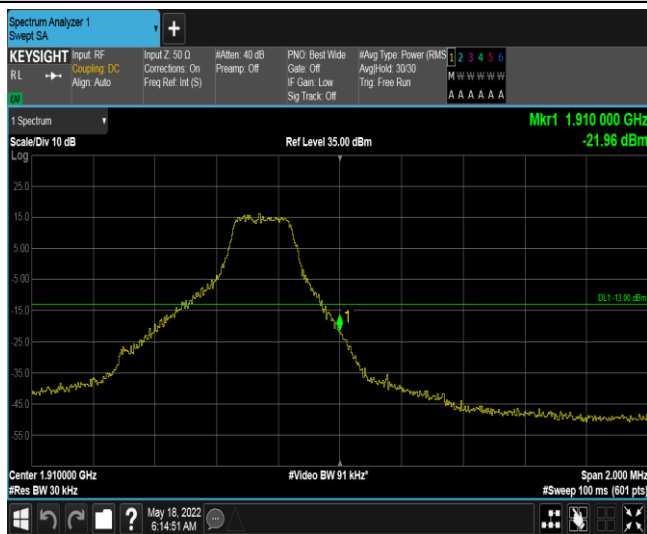 Spectrum Analyzer 1
Swept SA
+
KEYSIGHT
RL
Input: RF
Coupling: DC
Align: Auto
Input Z: 50 Ω
Corrections: On
Freq Ref: Int (S)
#Atten: 40 dB
Preamp: Off
PNO: Best Wide
Gate: Off
IF Gain: Low
Sig Track: Off
#Avg Type: Power (RMS
Avg|Hold: 30/30
Trig: Free Run
1 2 3 4 5 6
M W W W W W
A A A A A A
1 Spectrum
Scale/Div 10 dB
Ref Level 35.00 dBm
Mkr1 1.910 000 GHz
-21.96 dBm
Log
25.0
15.0
5.00
-5.00
-15.0
-25.0
-35.0
-45.0
-55.0
DL1 -13.00 dBm
1
Center 1.910000 GHz
#Video BW 91 kHz*
Span 2.000 MHz
#Res BW 30 kHz
#Sweep 100 ms (601 pts)
?
May 18, 2022
6:14:51 AM